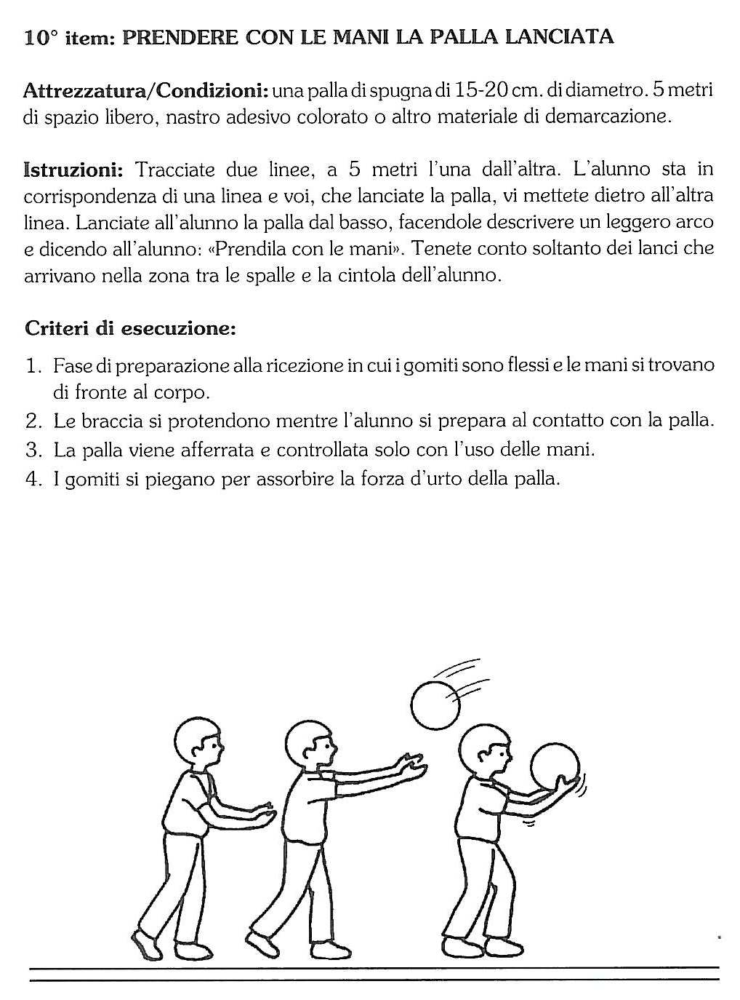 10° item: PRENDERE CON LE MANI LA PALLA LANCIATA
Attrezzatura/Condizioni: una palla di spugna di 15-20 cm. di diametro. 5 metri
di spazio libero, nastro adesivo colorato o altro materiale di demarcazione.
Istruzioni: Tracciate due linee, a 5 metri l'una dall'altra. L'alunno sta in
corrispondenza di una linea e voi, che lanciate la palla, vi mettete dietro all'altra
linea. Lanciate all'alunno la palla dal basso, facendole descrivere un leggero arco
e dicendo all'alunno: «Prendila con le mani». Tenete conto soltanto dei lanci che
arrivano nella zona tra le spalle e la cintola dell'alunno.
Criteri di esecuzione:
1. Fase di preparazione alla ricezione in cui i gomiti sono flessi e le mani si trovano
di fronte al corpo.
2. Le braccia si protendono mentre l'alunno si prepara al contatto con la palla.
3. La palla viene afferrata e controllata solo con l'uso delle mani.
4. I gomiti si piegano per assorbire la forza d'urto della palla.